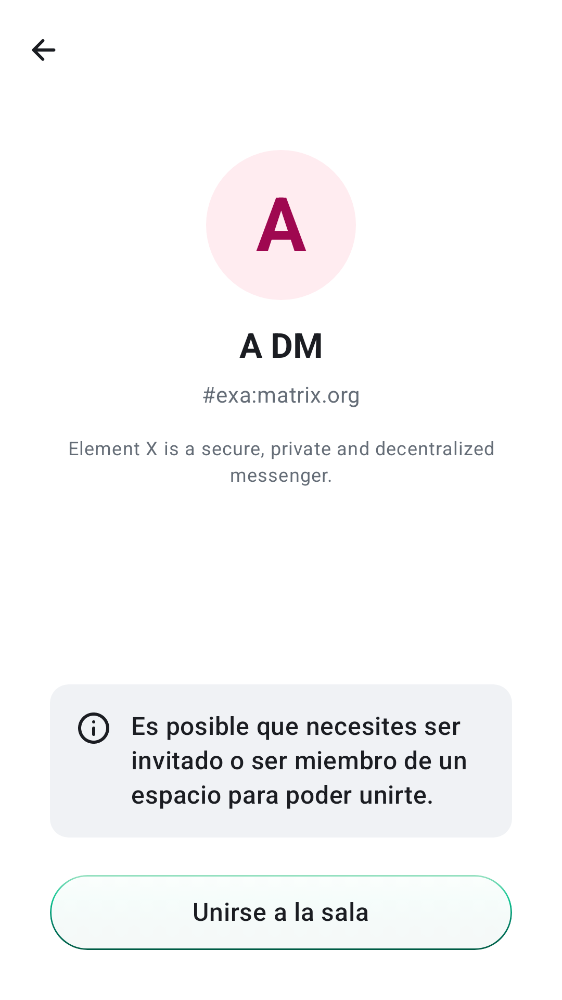 A
A DM
#exa:matrix.org
Element X is a secure, private and decentralized
messenger.
Es posible que necesites ser
invitado o ser miembro de un
espacio para poder unirte.
Unirse a la sala